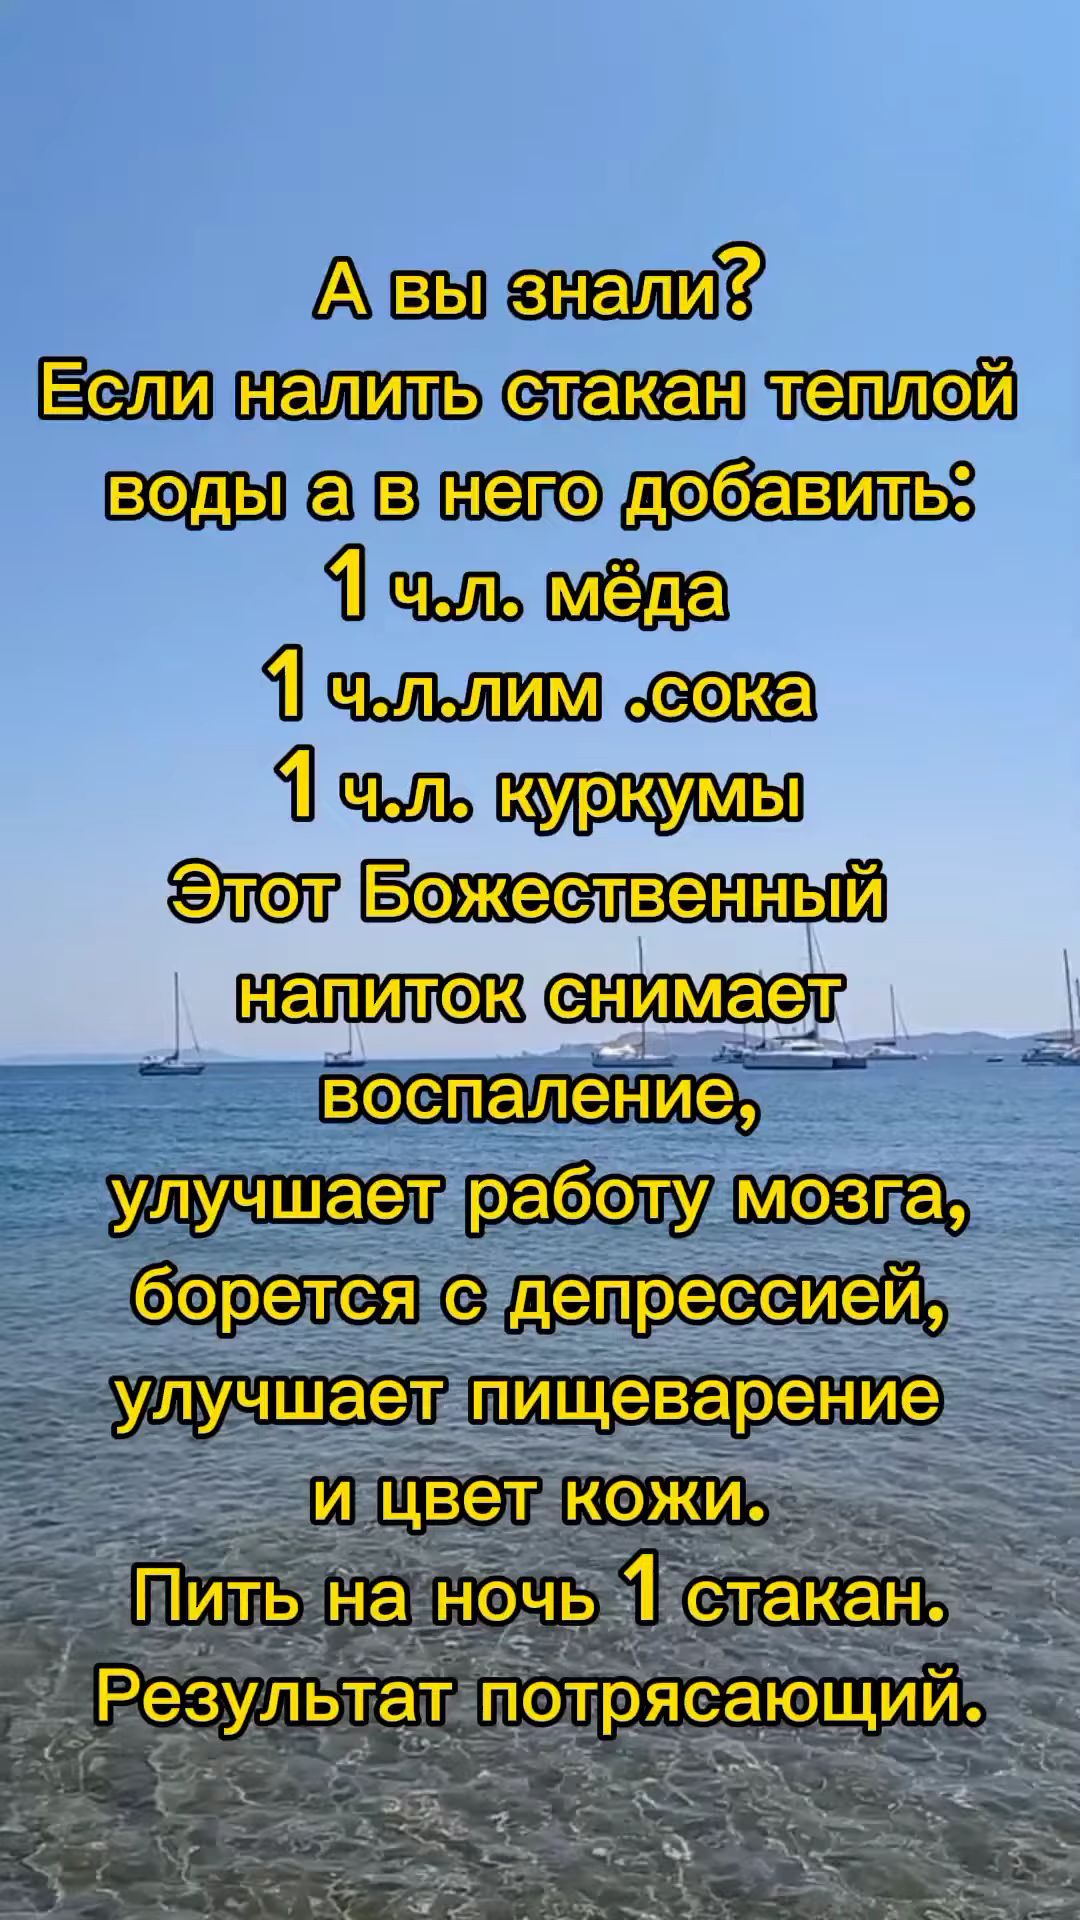 А вы знали?
Если налить стакан теплой
воды а в него добавить:
1 ч.л. мёда
1 ч.л.лим .сока
1 ч.л. куркумы
Этот Божественный
напиток снимает
воспаление,
улучшает работу мозга,
борется с депрессией,
улучшает пищеварение
и цвет кожи.
Пить на ночь 1 стакан.
Результат потрясающий.